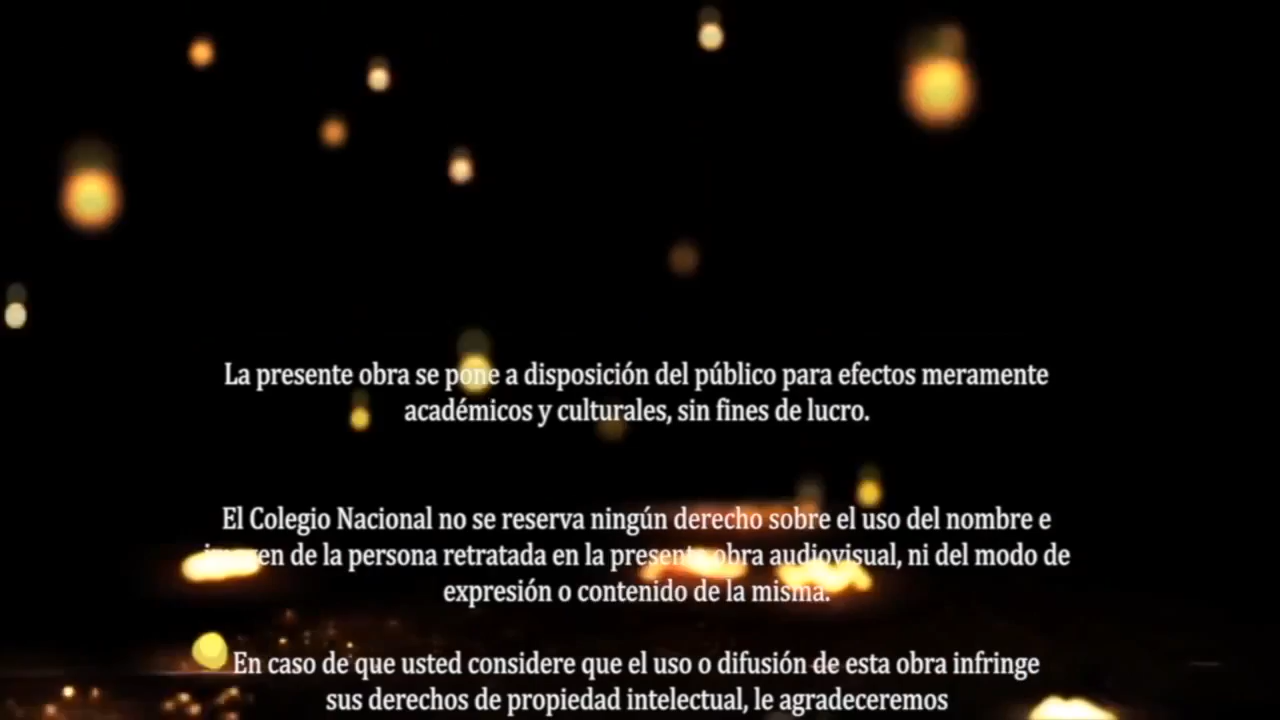 La presente obra se pone a disposición del público para efectos meramente
académicos y culturales, sin fines de lucro.
El Colegio Nacional no se reserva ningún derecho sobre el uso del nombre e
imagen de la persona retratada en la presente obra audiovisual, ni del modo de
expresión o contenido de la misma.
En caso de que usted considere que el uso o difusión de esta obra infringe
sus derechos de propiedad intelectual, le agradeceremos